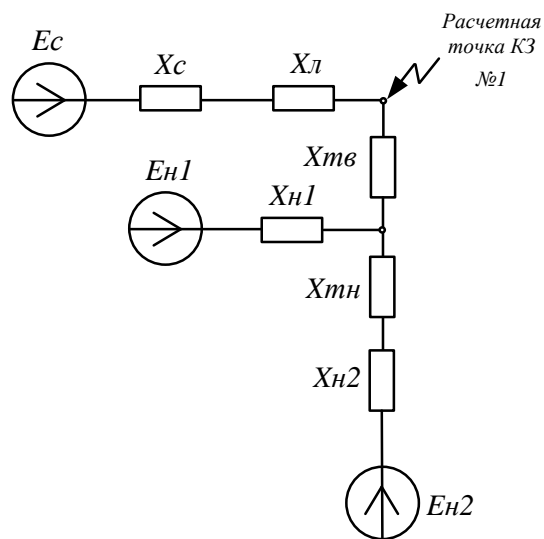 Расчетная
точка КЗ
№1
Ec
Xc
Xл
Xтв
Eн1
Xн1
Xтн
Xн2
Eн2